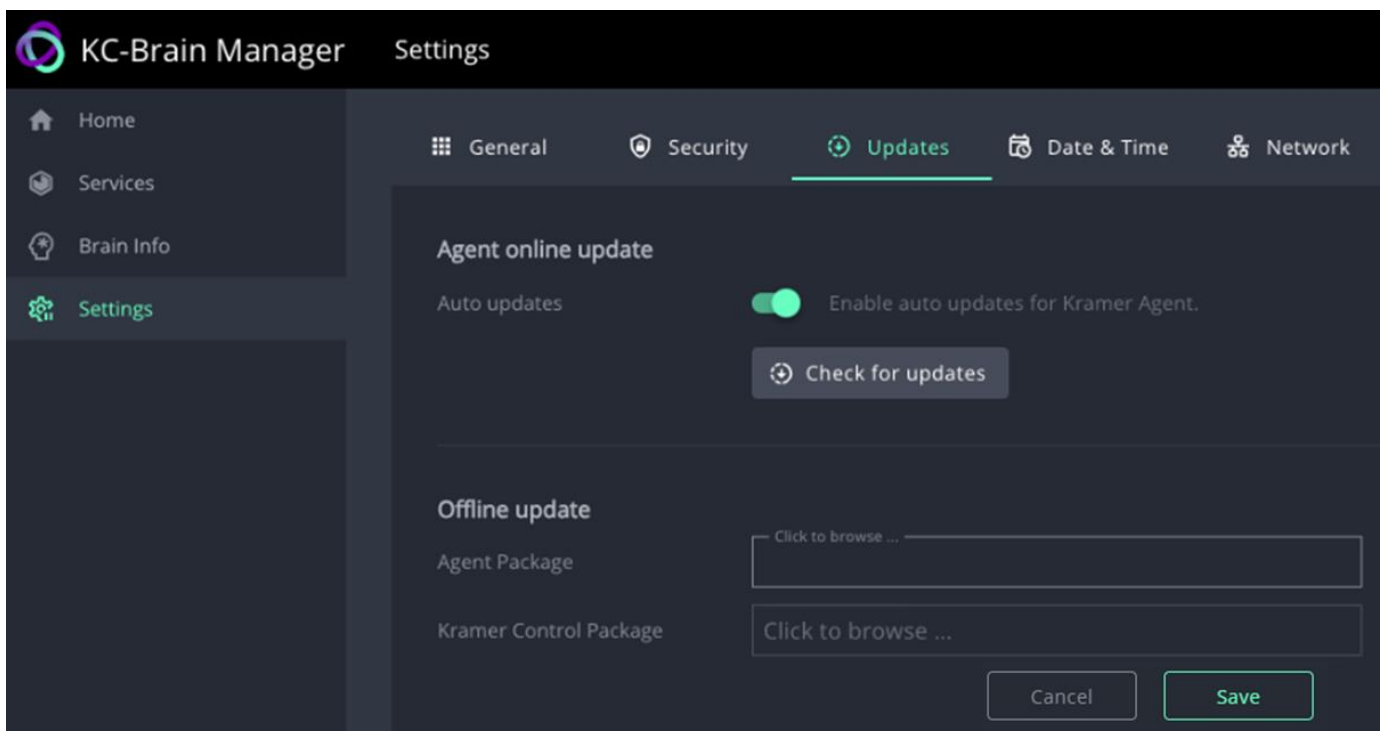 KC-Brain Manager
Settings
Home
Services
Brain Info
Settings
General
Security
Updates
Date & Time
Network
Agent online update
Auto updates
Enable auto updates for Kramer Agent.
Check for updates
Offline update
Agent Package
Click to browse ...
Kramer Control Package
Click to browse ...
Cancel
Save